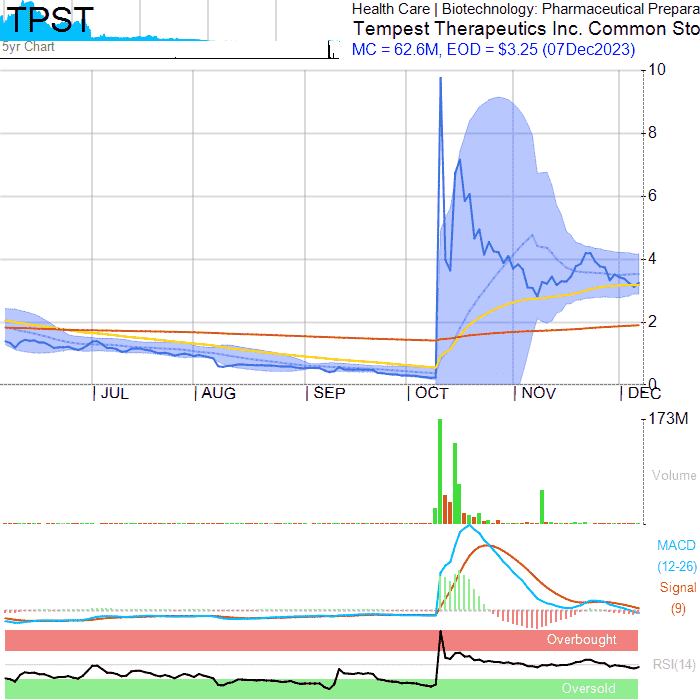 TPST
5yr Chart
Health Care | Biotechnology: Pharmaceutical Prepara
Tempest Therapeutics Inc. Common Sto
MC = 62.6M, EOD = $3.25 (07Dec2023)
10
8
6
4
2
0
JUL AUG SEP OCT NOV DEC
173M
Volume
MACD
(12-26)
Signal
(9)
Overbought
RSI(14)
Oversold